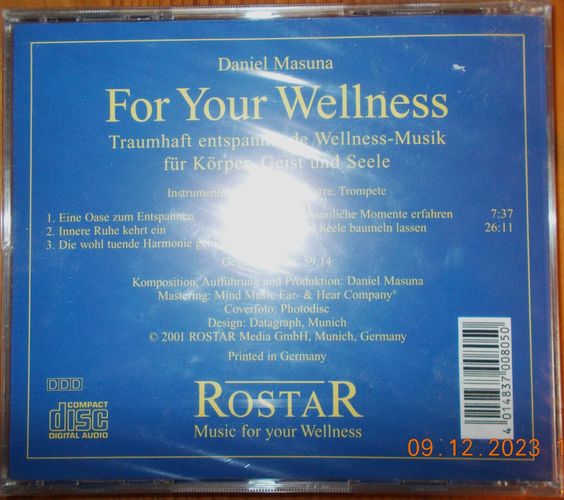 Daniel Masuna
For Your Wellness
Traumhaft entspannende Wellness-Musik
für Körper, Geist und Seele
Instrumente Trompete
1. Eine Oase zum Entspannen Momente erfahren 7:37
2. Innere Ruhe kehrt ein Seele baumeln lassen 26:11
3. Die wohl tuende Harmonie
59:14
Komposition, Aufführung und Produktion: Daniel Masuna
Mastering: Mind Music Ear- & Hear Company®
Coverfoto: Photodisc
Design: Datagraph, Munich
© 2001 ROSTAR Media GmbH, Munich, Germany
Printed in Germany
DDD
COMPACT
disc
DIGITAL AUDIO
ROSTAR
Music for your Wellness
4 014837 008050
09.12.2023 1